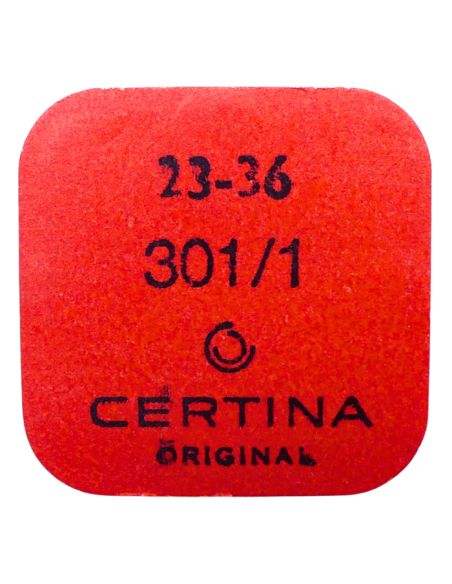 23-36
301/1
CERTINA
ORIGINAL